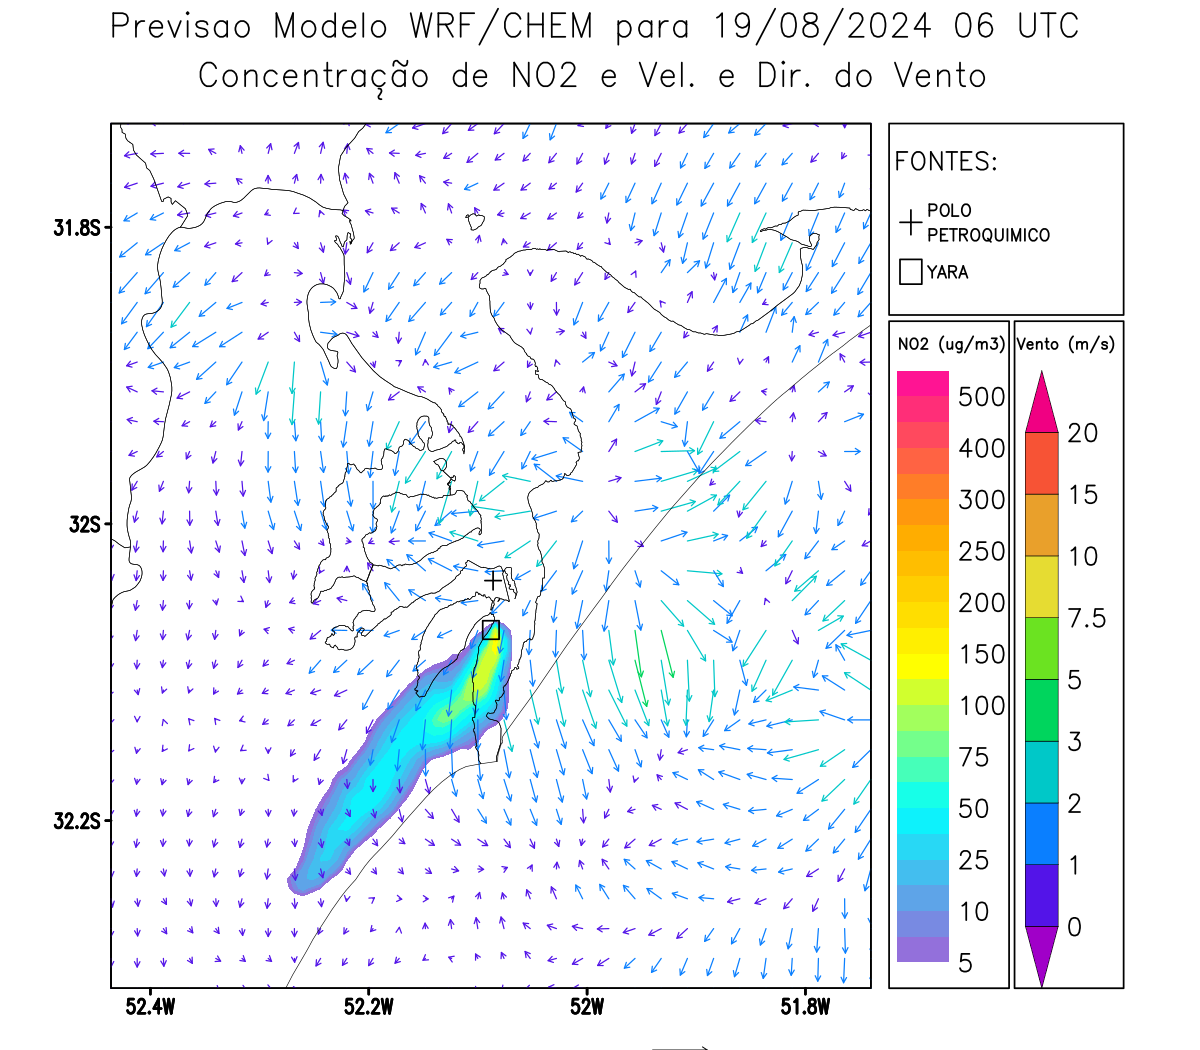 Previsao Modelo WRF/CHEM para 19/08/2024 06 UTC
Concentração de NO2 e Vel. e Dir. do Vento
FONTES:
POLO
PETROQUIMICO
YARA
NO2 (ug/m3)
500
400
300
250
200
150
100
75
50
25
10
5
Vento (m/s)
20
15
10
7.5
5
3
2
1
0
31.8S
32S
32.2S
52.4W
52.2W
52W
51.8W